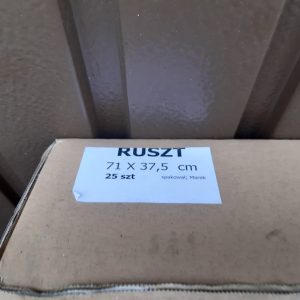 RUSZT
71 X 37,5 cm
25 szt spakował; Marek